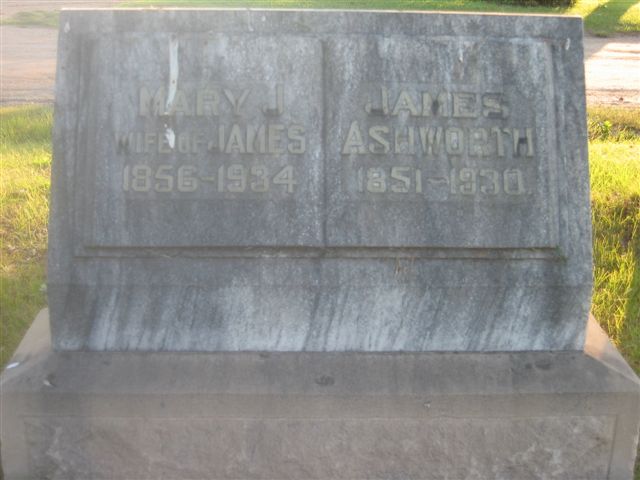 MARY J.
WIFE OF JAMES
1856-1934
JAMES
ASHWORTH
1851-1930